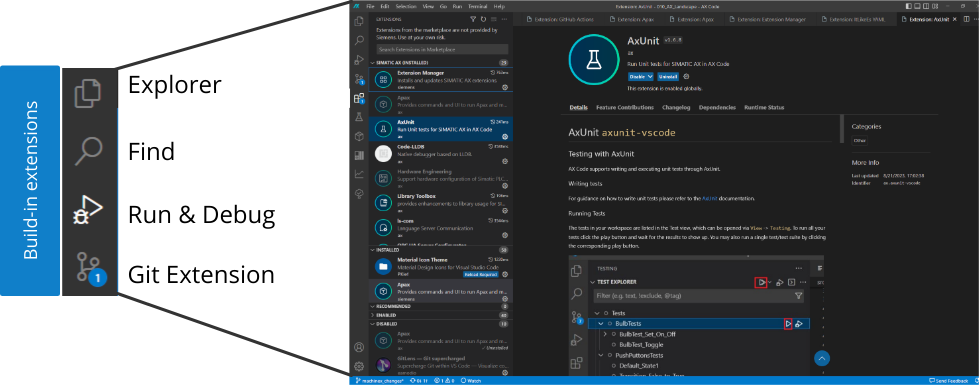 Build-in extensions
Explorer
Find
Run & Debug
Git Extension
1
File Edit Selection View Go Run Terminal Help
EXTENSIONS
Extensions from the marketplace are not provided by
Siemens. Use at your own risk.
Search Extensions in Marketplace
SIMATIC AX (INSTALLED)
Extension Manager
Installs and updates SIMATIC AX extensions
siemens
Apax
Provides commands and UI to run Apax and m...
ax
AxUnit
Run Unit tests for SIMATIC AX in AX Code
ax
Code-LLDB
Native debugger based on LLDB.
ax
Hardware Engineering
Support hardware configuration of Simatic PLC...
ax
Library Toolbox
provides enhancements to library usage for th...
ax
ls-com
Language Server Communication
ax
INSTALLED
Material Icon Theme
Material Design Icons for Visual Studio Code
Reload Required
Apax
Provides commands and UI to run Apax and m...
siemens
RECOMMENDED
ENABLED
DISABLED
Apax
Provides commands and UI to run Apax and m...
GitLens — Git supercharged
Supercharge Git within VS Code — Visualize co...
Extension: GitHub Actions
Extension: Apax
Extension: Apax
Extension: Extension Manager
Extension: AxUnit
AxUnit
ax
Run Unit tests for SIMATIC AX in AX Code
Disable
Uninstall
This extension is enabled globally.
Details Feature Contributions Changelog Dependencies Runtime Status
AxUnit axunit-vscode
Testing with AxUnit
AX Code supports writing and executing unit tests through AxUnit.
Writing tests
For guidance on how to write unit tests please refer to the AxUnit documentation.
Running Tests
The tests in your workspace are listed in the Test view, which can be opened via View -> Testing. To run all your
tests click the play button and wait for the results to show up. You may also run a single test/test suite by clicking
the corresponding play button.
TESTING
TEST EXPLORER
Filter (e.g. text, !exclude, @tag)
Tests
BulbTests
BulbTest_Set_On_Off
BulbTest_Toggle
PushPuttonsTests
Default_State1
Categories
Other
More Info
Last updated 8/21/2023, 17:02:38
Identifier ax.axunit-vscode
machinex_changes*
Watch
Send Feedback